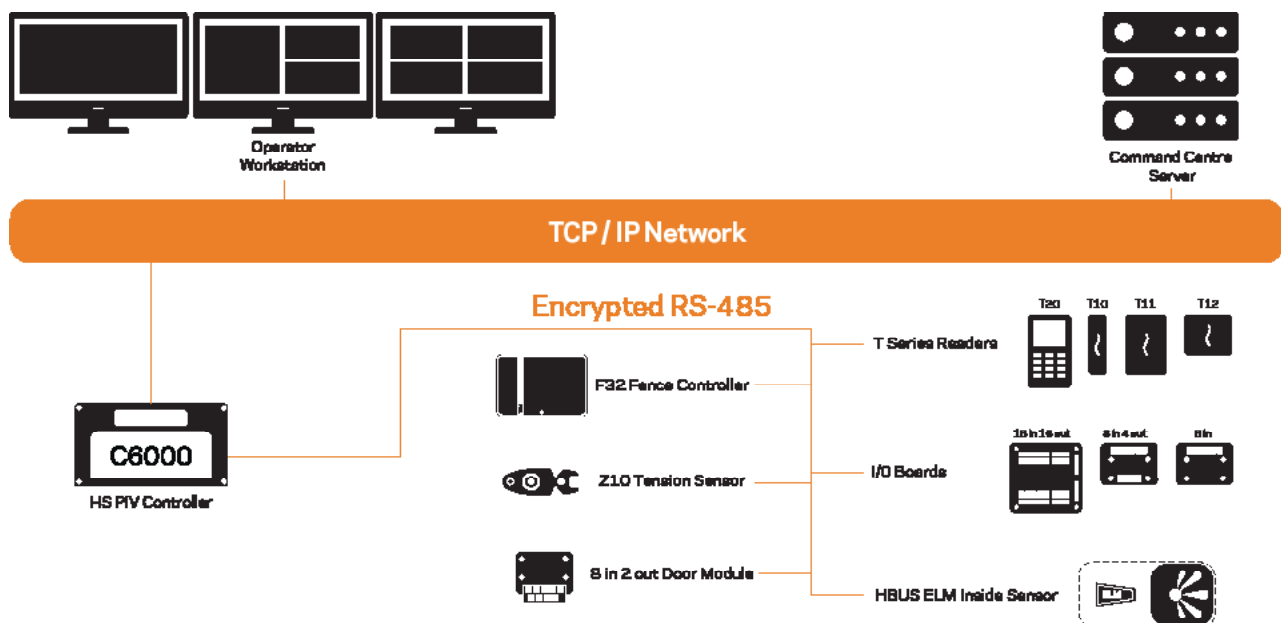 Operator
Workstation
Command Centre
Server
TCP / IP Network
Encrypted RS-485
T20 T10 T11 T12
T Series Readers
F32 Fence Controller
C6000
HS PIV Controller
16 in 16 out 8 in 4 out 8 in
I/O Boards
Z10 Tension Sensor
8 in 2 out Door Module
HBUS ELM Inside Sensor